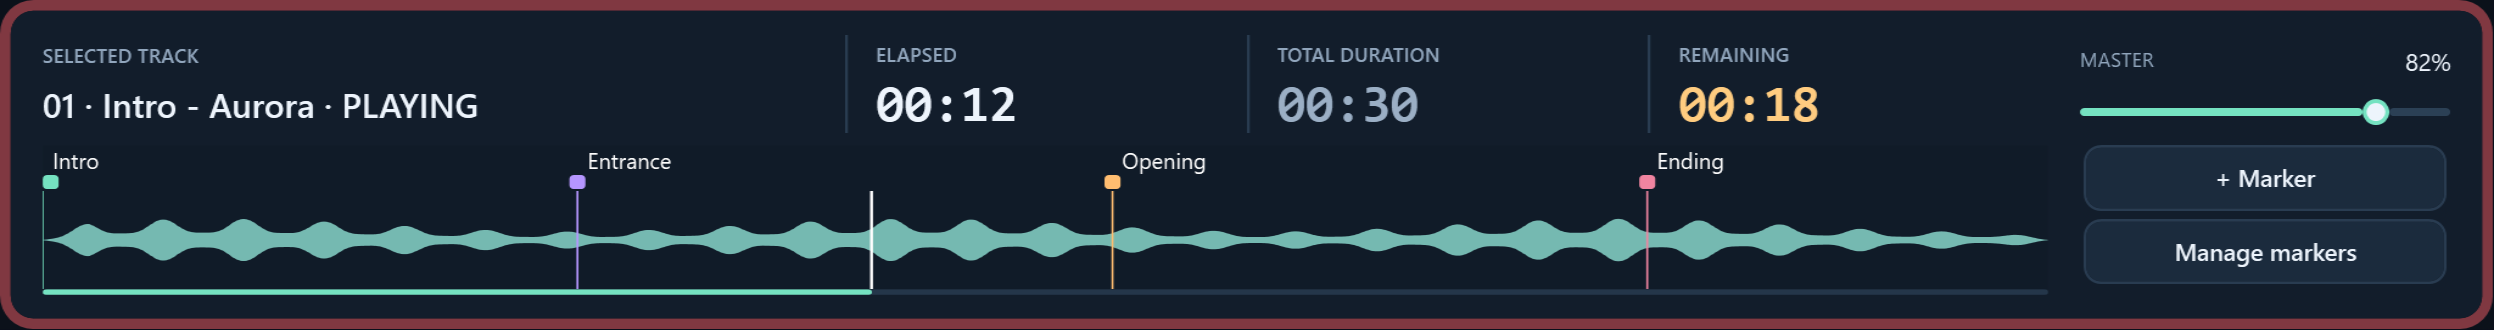 SELECTED TRACK
01 · Intro - Aurora · PLAYING
ELAPSED
00:12
TOTAL DURATION
00:30
REMAINING
00:18
MASTER
82%
Intro
Entrance
Opening
Ending
+ Marker
Manage markers